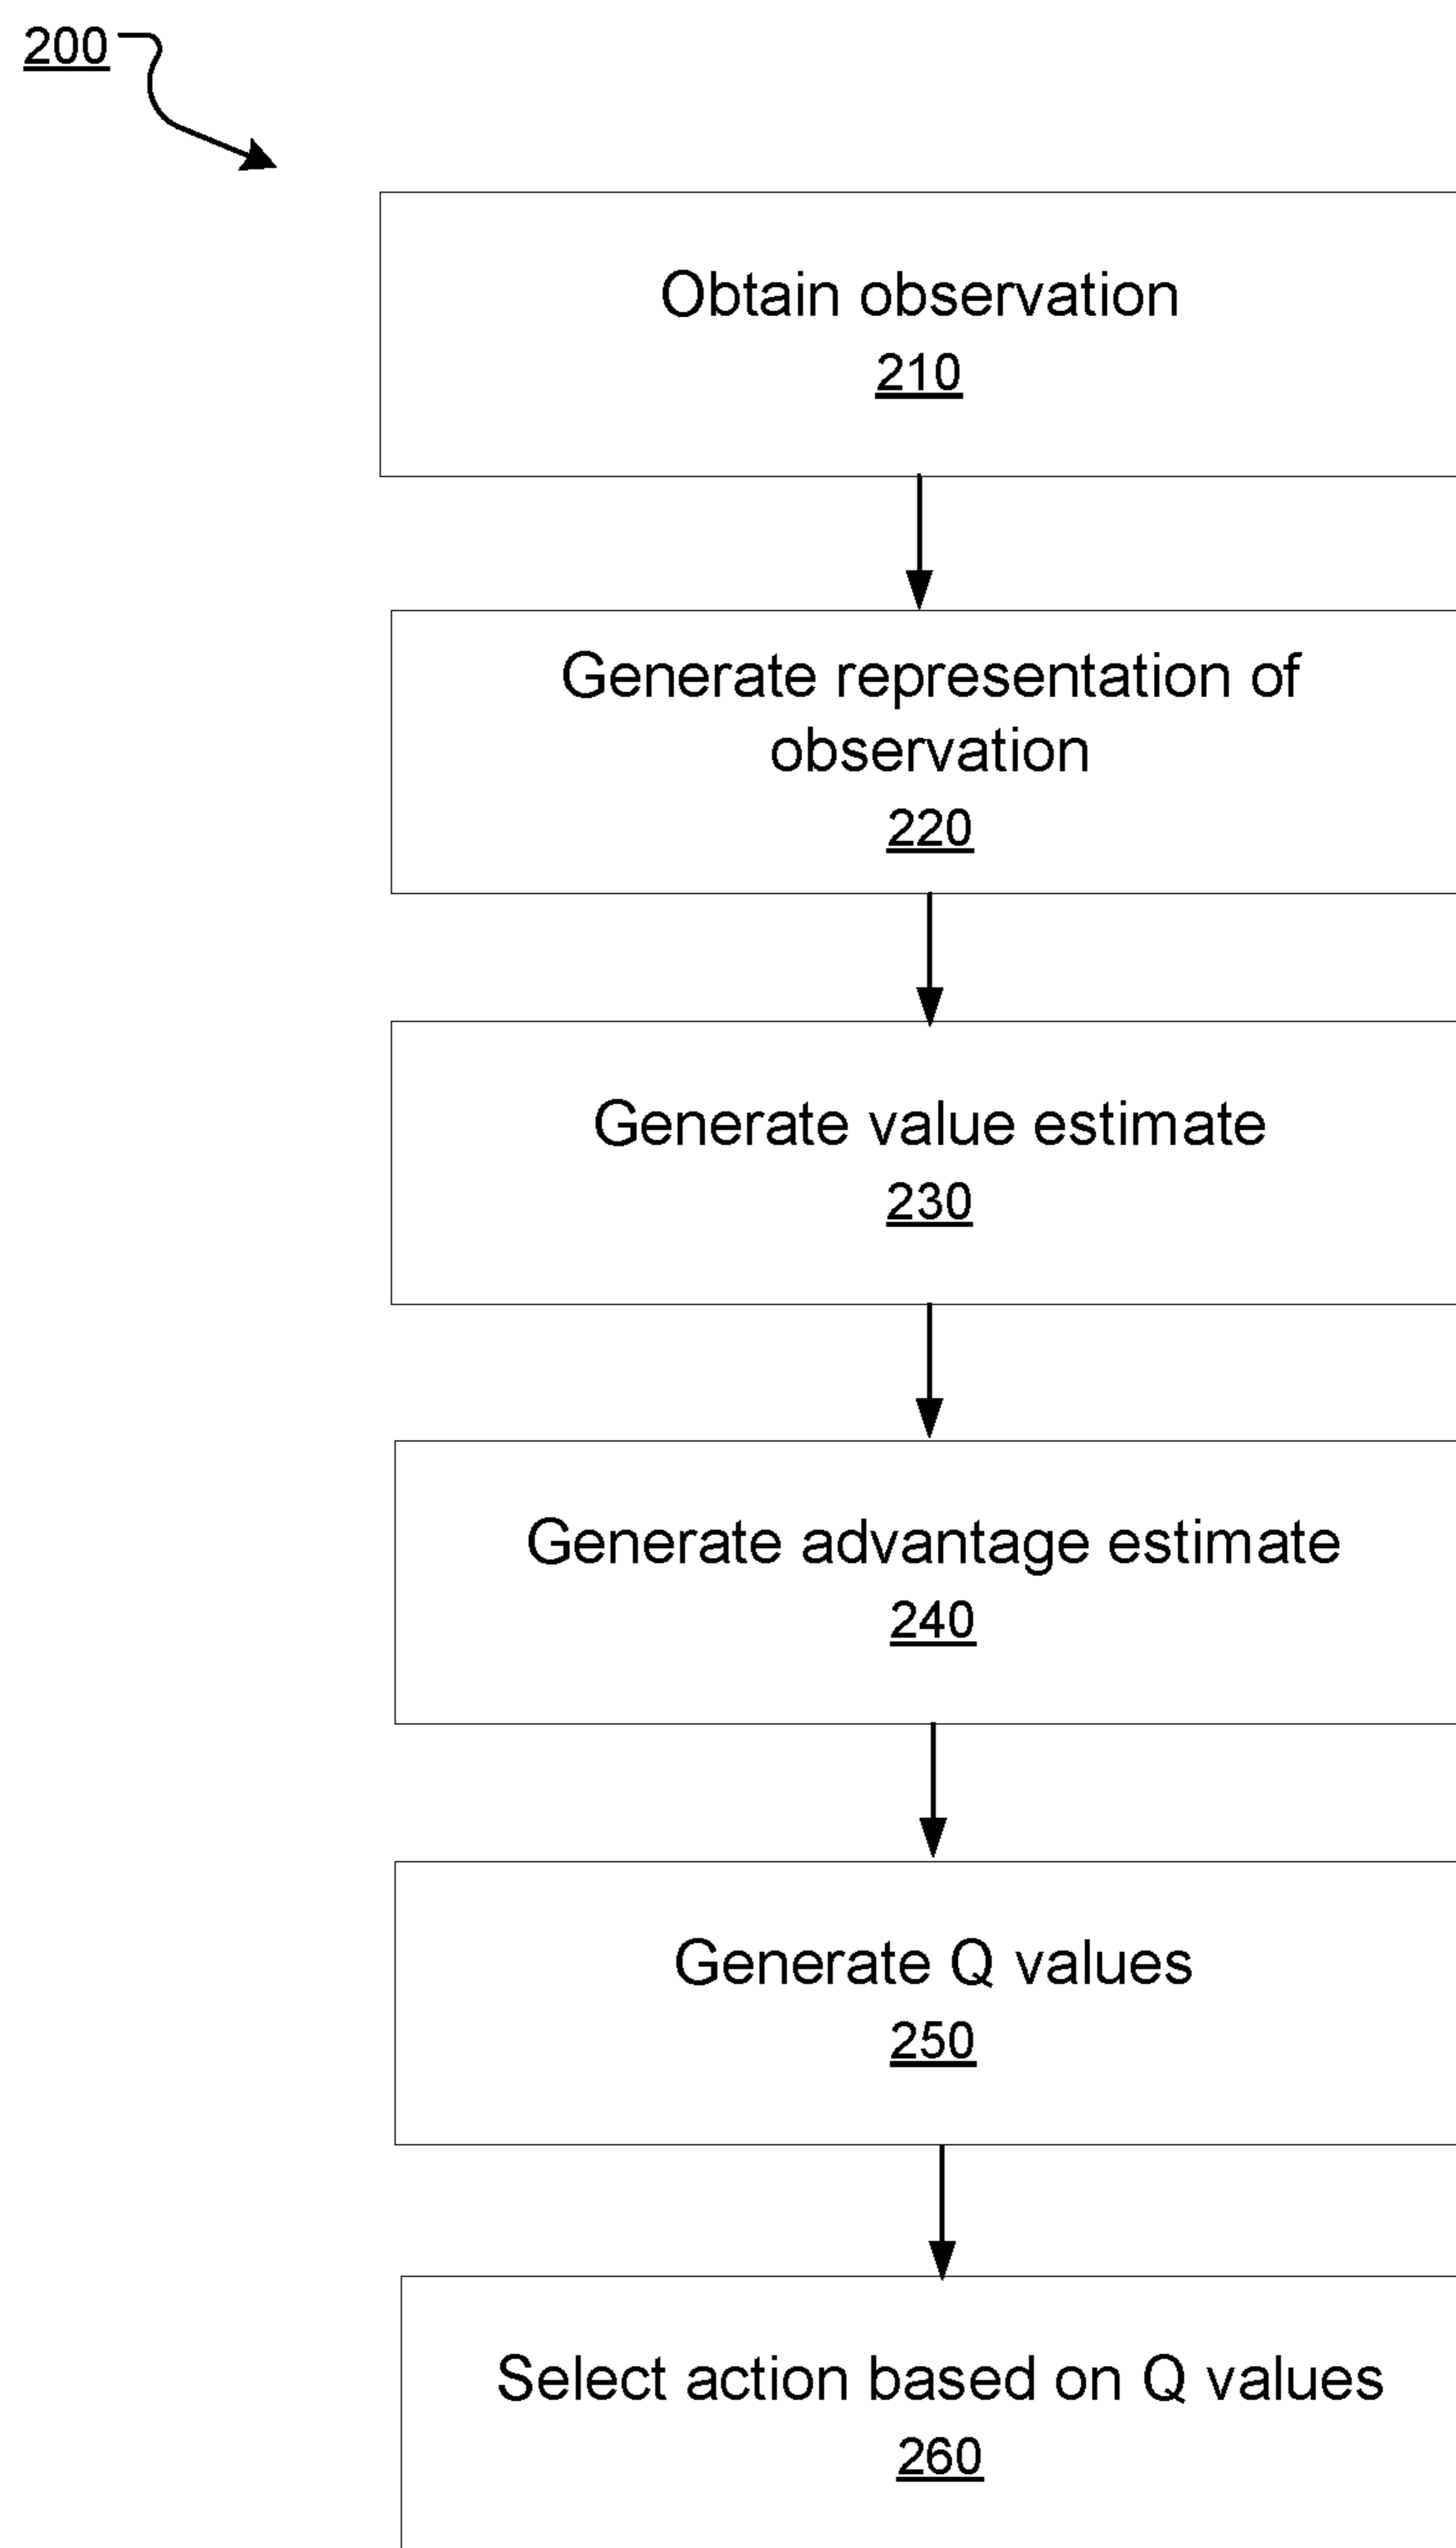 200
Obtain observation
210
Generate representation of
observation
220
Generate value estimate
230
Generate advantage estimate
240
Generate Q values
250
Select action based on Q values
260